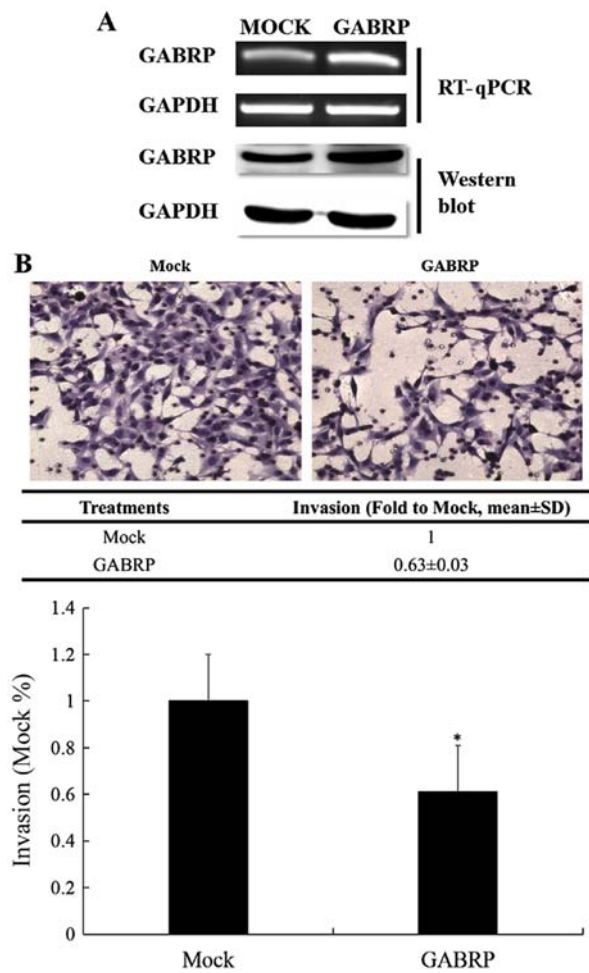 A
MOCK GABRP
GABRP
GAPDH
RT-qPCR
GABRP
GAPDH
Western
blot
B
Mock GABRP
Treatments Invasion (Fold to Mock, mean±SD)
Mock 1
GABRP 0.63±0.03
Invasion (Mock %)
1.4
1.2
1
0.8
0.6
0.4
0.2
0
*
Mock GABRP